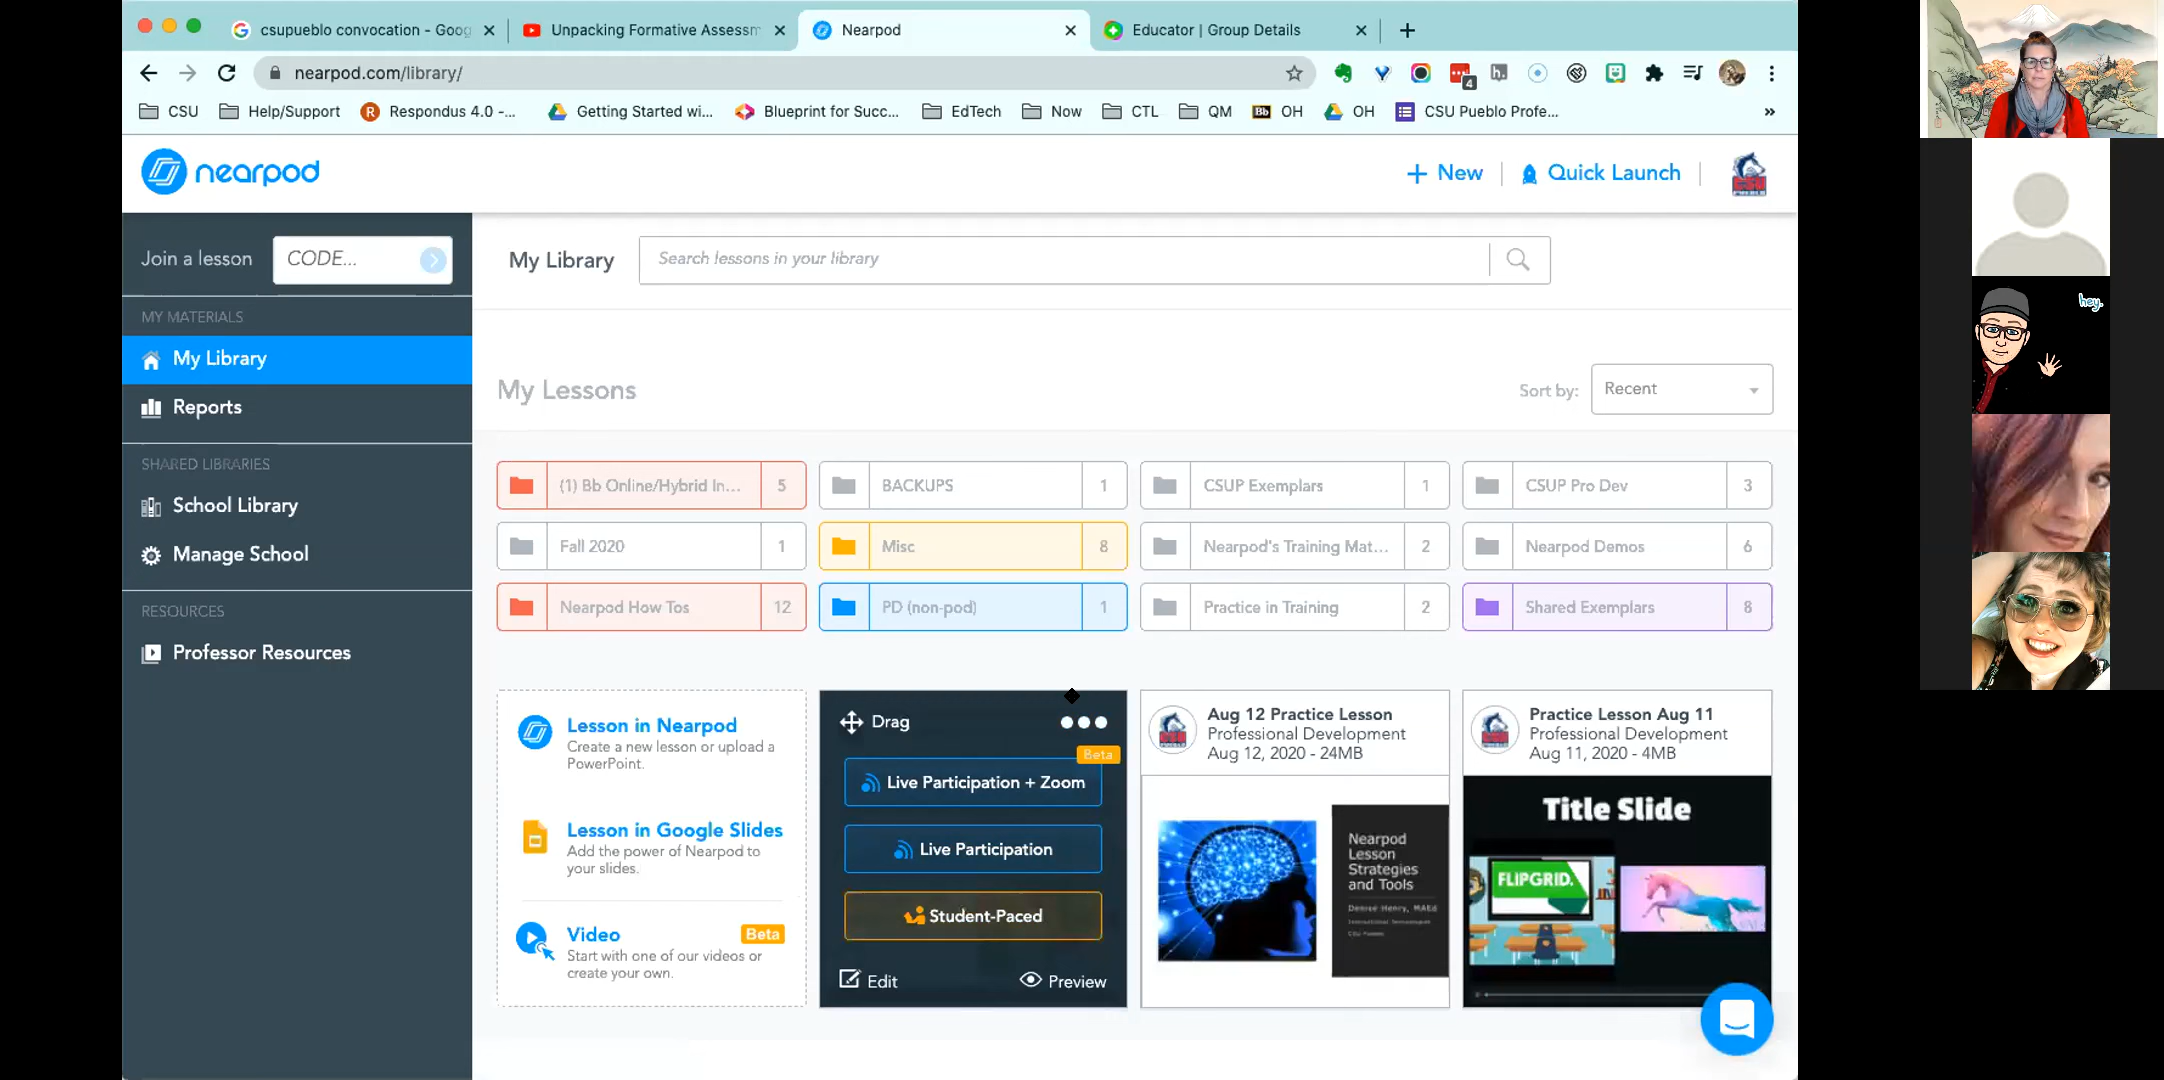 csupueblo convocation - Goog
Unpacking Formative Assessm
Nearpod
Educator | Group Details
nearpod.com/library/
4
h.
CSU
Help/Support
R
Respondus 4.0 -...
Getting Started wi...
Blueprint for Succ...
EdTech
Now
CTL
QM
Bb
OH
OH
CSU Pueblo Profe...
»
nearpod
+ New
Quick Launch
CSU
Join a lesson
CODE...
My Library
Search lessons in your library
MY MATERIALS
My Library
Reports
SHARED LIBRARIES
School Library
Manage School
RESOURCES
Professor Resources
My Lessons
Sort by:
Recent
(1) Bb Online/Hybrid In... 5
BACKUPS 1
CSUP Exemplars 1
CSUP Pro Dev 3
Fall 2020 1
Misc 8
Nearpod's Training Mat... 2
Nearpod Demos 6
Nearpod How Tos 12
PD (non-pod) 1
Practice in Training 2
Shared Exemplars 8
Lesson in Nearpod
Create a new lesson or upload a
PowerPoint.
Lesson in Google Slides
Add the power of Nearpod to
your slides.
Video
Beta
Start with one of our videos or
create your own.
Drag
Beta
Live Participation + Zoom
Live Participation
Student-Paced
Edit
Preview
Aug 12 Practice Lesson
Professional Development
Aug 12, 2020 - 24MB
Nearpod
Lesson
Strategies
and Tools
Practice Lesson Aug 11
Professional Development
Aug 11, 2020 - 4MB
Title Slide
FLIPGRID.
hey.